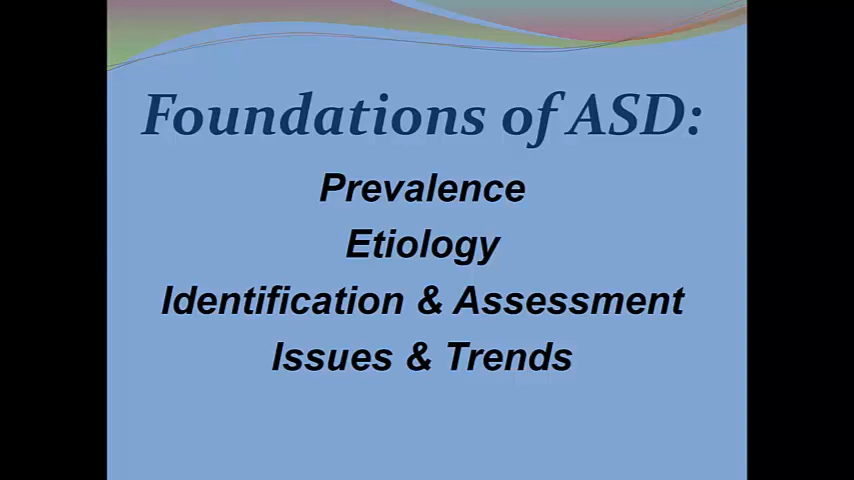 Foundations of ASD:
Prevalence
Etiology
Identification & Assessment
Issues & Trends